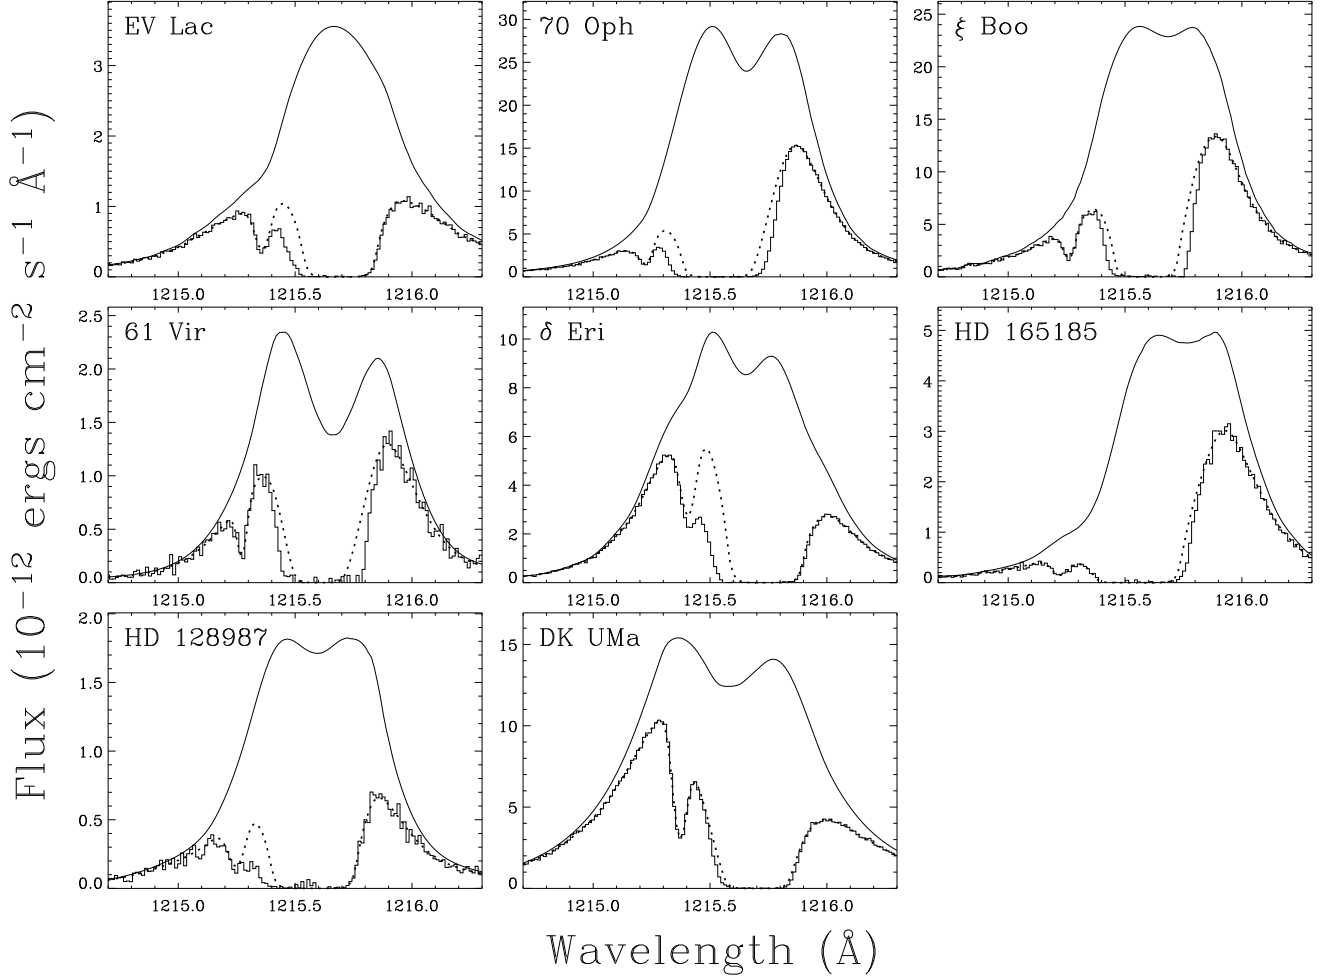 EV Lac
70 Oph
ξ Boo
3
2
1
0
30
25
20
15
10
5
0
25
20
15
10
5
0
1215.0 1215.5 1216.0
1215.0 1215.5 1216.0
1215.0 1215.5 1216.0
61 Vir
δ Eri
HD 165185
2.5
2.0
1.5
1.0
0.5
0.0
10
8
6
4
2
0
5
4
3
2
1
0
1215.0 1215.5 1216.0
1215.0 1215.5 1216.0
1215.0 1215.5 1216.0
HD 128987
DK UMa
2.0
1.5
1.0
0.5
0.0
15
10
5
0
1215.0 1215.5 1216.0
1215.0 1215.5 1216.0
Flux (10−12 ergs cm−2 s−1 Å−1)
Wavelength (Å)